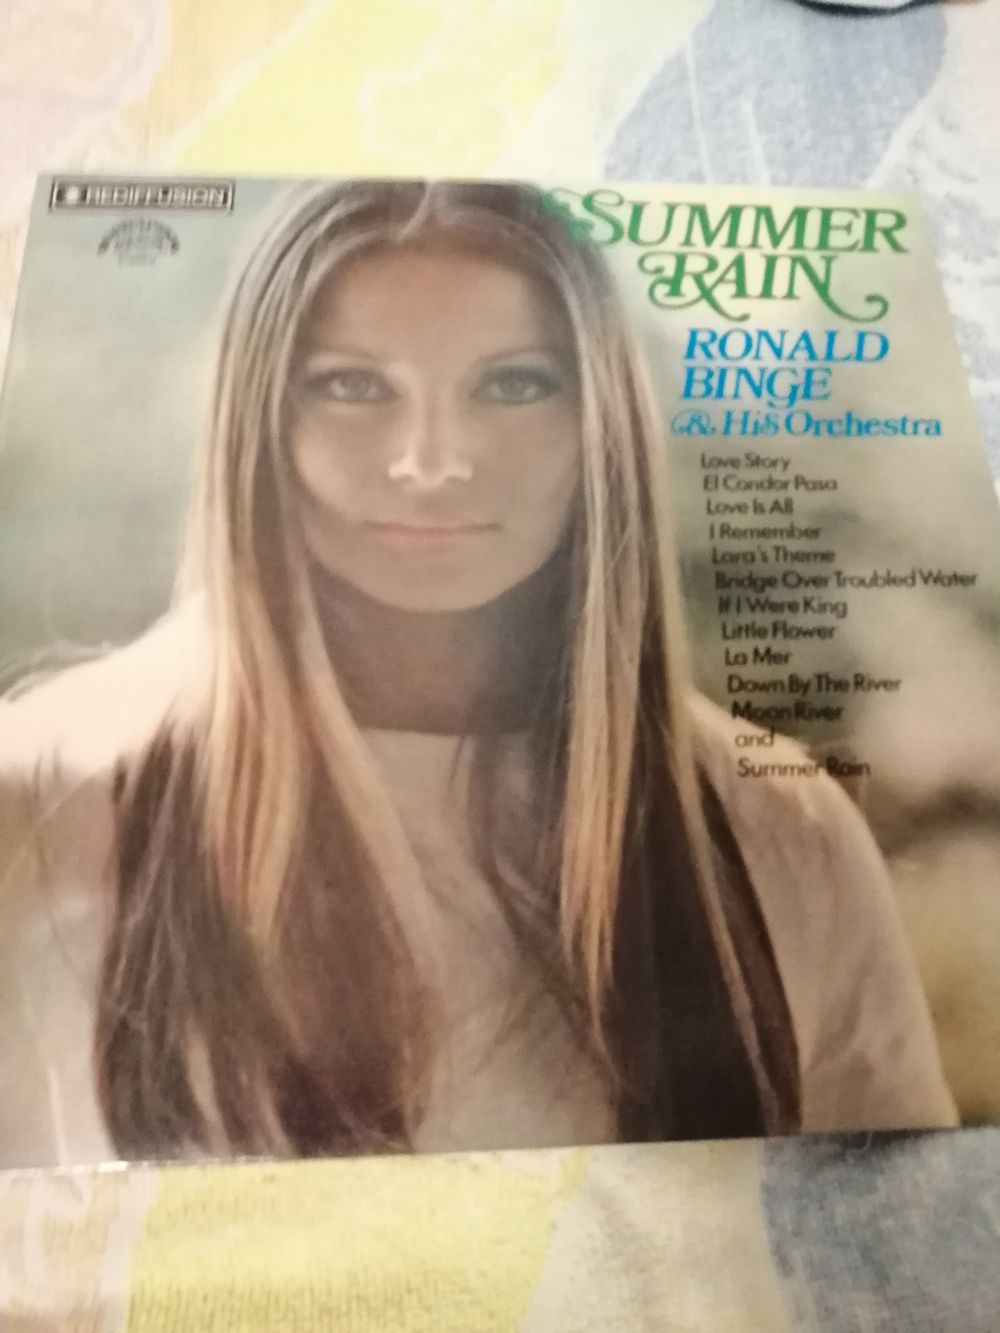 REDIFFUSION
SUMMER
RAIN
RONALD
BINGE
& His Orchestra
Love Story
El Condor Pasa
Love Is All
I Remember
Lara's Theme
Bridge Over Troubled Water
If I Were King
Little Flower
La Mer
Down By The River
Moon River
and
Summer Rain